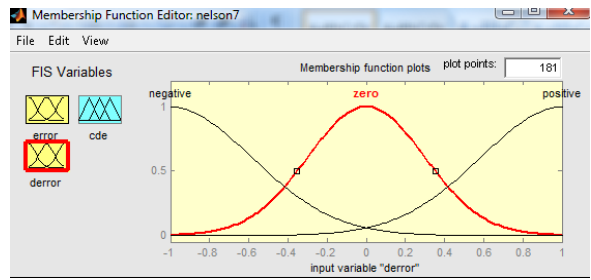 Membership Function Editor: nelson7
File Edit View
FIS Variables
Membership function plots
plot points:
181
error
cde
derror
negative
zero
positive
1
0.5
0
-1 -0.8 -0.6 -0.4 -0.2 0 0.2 0.4 0.6 0.8 1
input variable "derror"